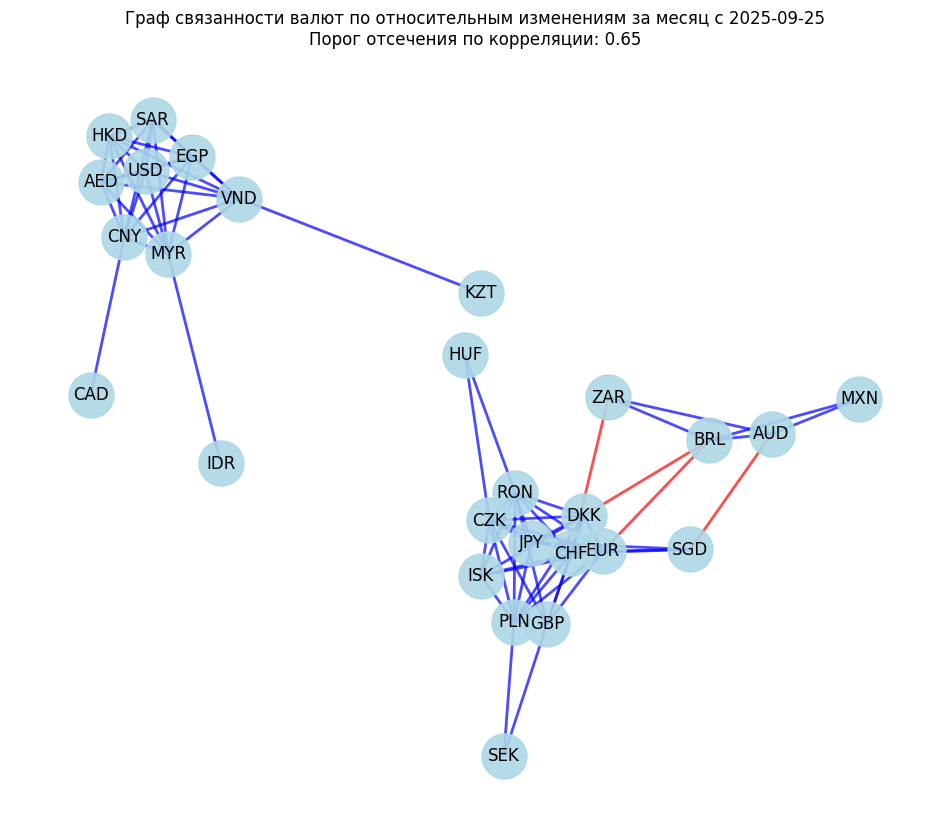 Граф связанности валют по относительным изменениям за месяц с 2025-09-25
Порог отсечения по корреляции: 0.65
SAR
HKD
EGP
USD
AED
VND
CNY
MYR
KZT
HUF
CAD
ZAR
MXN
AUD
BRL
IDR
RON
DKK
CZK
JPY
CHF
EUR
SGD
ISK
PLN
GBP
SEK